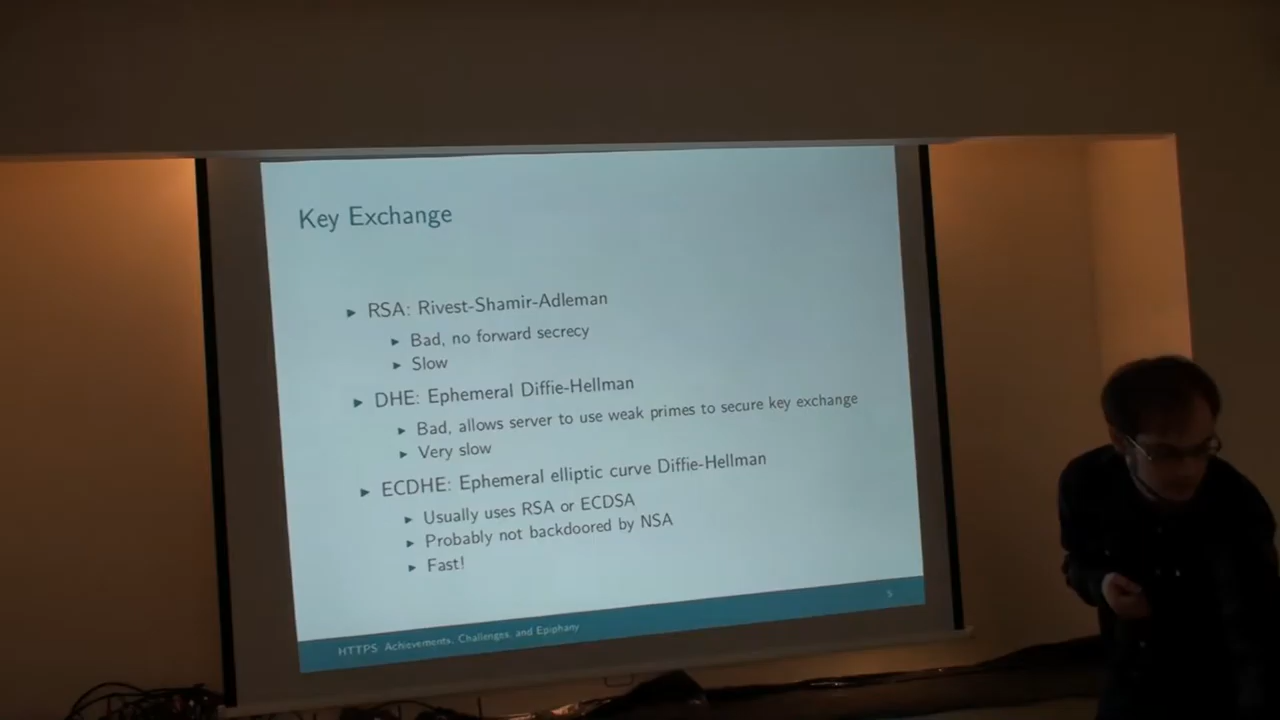 Key Exchange
RSA: Rivest-Shamir-Adleman
Bad, no forward secrecy
Slow
DHE: Ephemeral Diffie-Hellman
Bad, allows server to use weak primes to secure key exchange
Very slow
ECDHE: Ephemeral elliptic curve Diffie-Hellman
Usually uses RSA or ECDSA
Probably not backdoored by NSA
Fast!
HTTPS Achievements, Challenges, and Epiphany
5